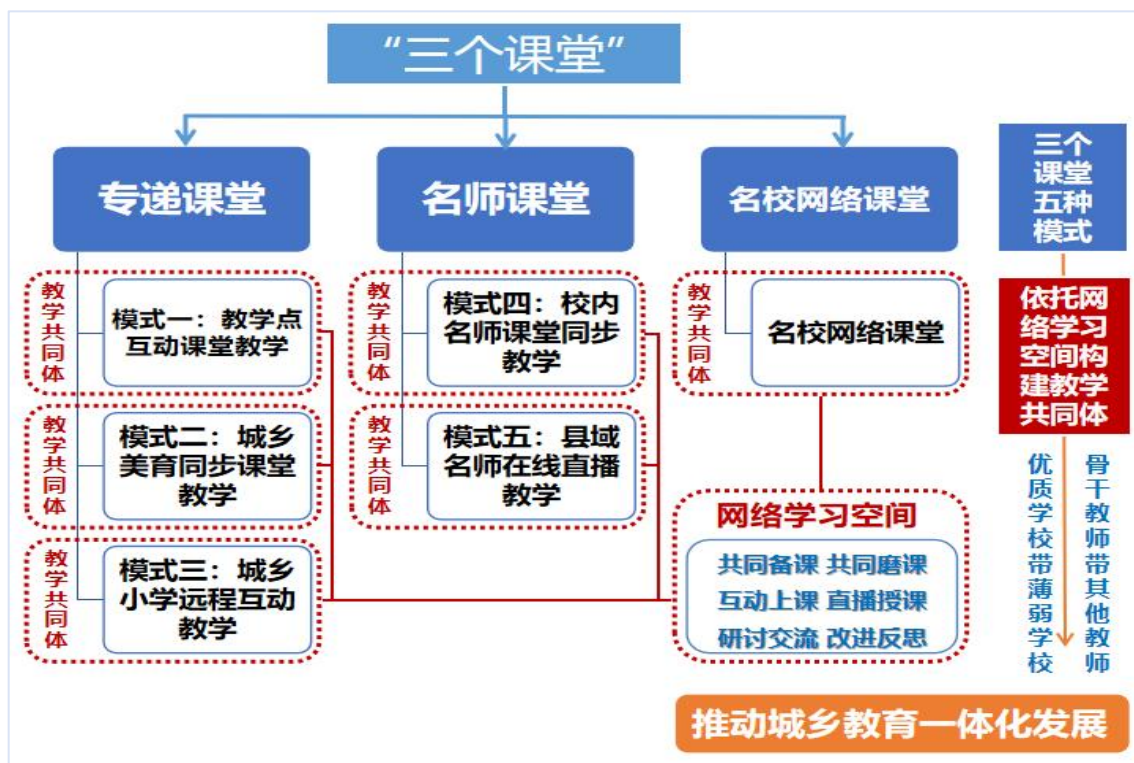 “三个课堂”
专递课堂
名师课堂
名校网络课堂
教学共同体
模式一：教学点
互动课堂教学
教学共同体
模式二：城乡
美育同步课堂
教学
教学共同体
模式三：城乡
小学远程互动
教学
教学共同体
模式四：校内
名师课堂同步
教学
教学共同体
模式五：县域
名师在线直播
教学
教学共同体
名校网络课堂
网络学习空间
共同备课 共同磨课
互动上课 直播授课
研讨交流 改进反思
三个
课堂
五种
模式
依托网
络学习
空间构
建教学
共同体
优质学校带薄弱学校
骨干教师带其他教师
推动城乡教育一体化发展